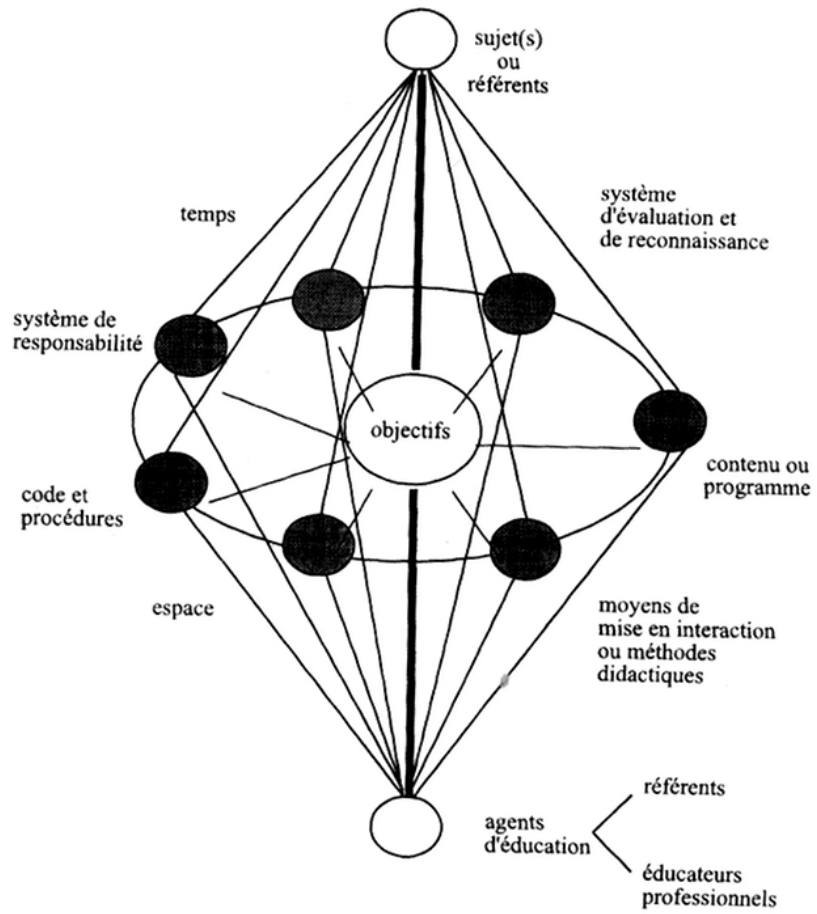 sujet(s)
ou
référents
temps
système
d'évaluation et
de reconnaissance
système de
responsabilité
objectifs
contenu ou
programme
code et
procédures
espace
moyens de
mise en interaction
ou méthodes
didactiques
référents
agents
d'éducation
éducateurs
professionnels